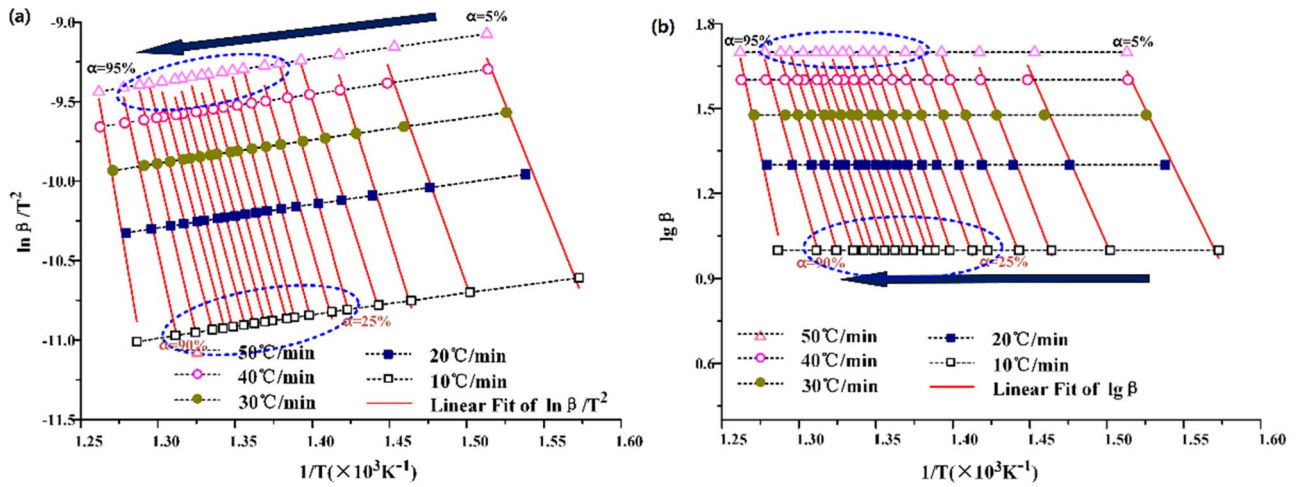 (a)
-9.0
-9.5
-10.0
-10.5
-11.0
-11.5
ln β /T²
α=5%
α=95%
α=90%
α=25%
50℃/min
40℃/min
30℃/min
20℃/min
10℃/min
Linear Fit of ln β /T²
1.25 1.30 1.35 1.40 1.45 1.50 1.55 1.60
1/T(×10³K⁻¹)
(b)
1.8
1.5
1.2
0.9
0.6
lg β
α=95%
α=5%
α=90%
α=25%
50℃/min
40℃/min
30℃/min
20℃/min
10℃/min
Linear Fit of lg β
1.25 1.30 1.35 1.40 1.45 1.50 1.55 1.60
1/T(×10³K⁻¹)